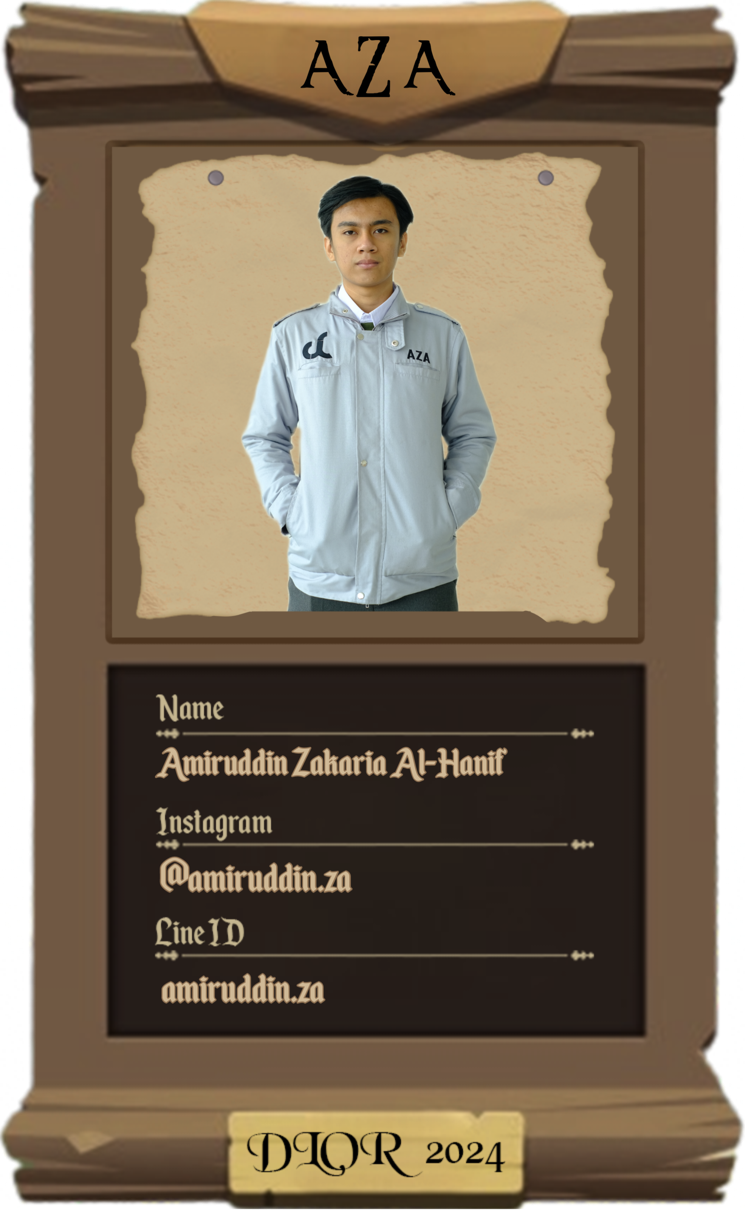 AZA
AZA
Name
Amiruddin Zakaria Al-Hanif
Instagram
@amiruddin.za
Line ID
amiruddin.za
DLOR 2024